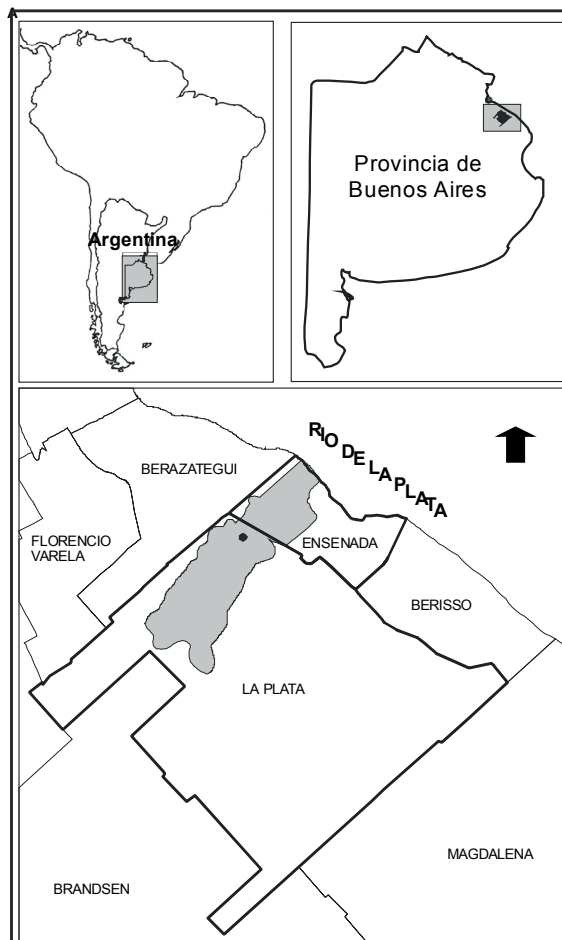 A
Argentina
Provincia de
Buenos Aires
RIO DE LA PLATA
BERAZATEGUI
FLORENCIO
VARELA
ENSENADA
BERISSO
LA PLATA
MAGDALENA
BRANDSEN